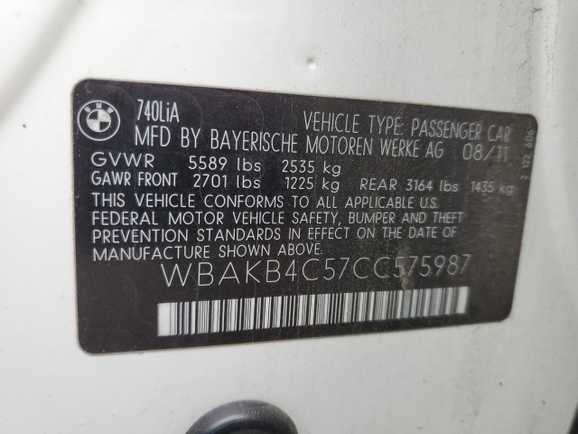 BMW
740LiA
VEHICLE TYPE: PASSENGER CAR
MFD BY BAYERISCHE MOTOREN WERKE AG 08/11
GVWR 5589 lbs 2535 kg
GAWR FRONT 2701 lbs 1225 kg REAR 3164 lbs 1435 kg
THIS VEHICLE CONFORMS TO ALL APPLICABLE U.S.
FEDERAL MOTOR VEHICLE SAFETY, BUMPER AND THEFT
PREVENTION STANDARDS IN EFFECT ON THE DATE OF
MANUFACTURE SHOWN ABOVE.
WBAKB4C57CC575987